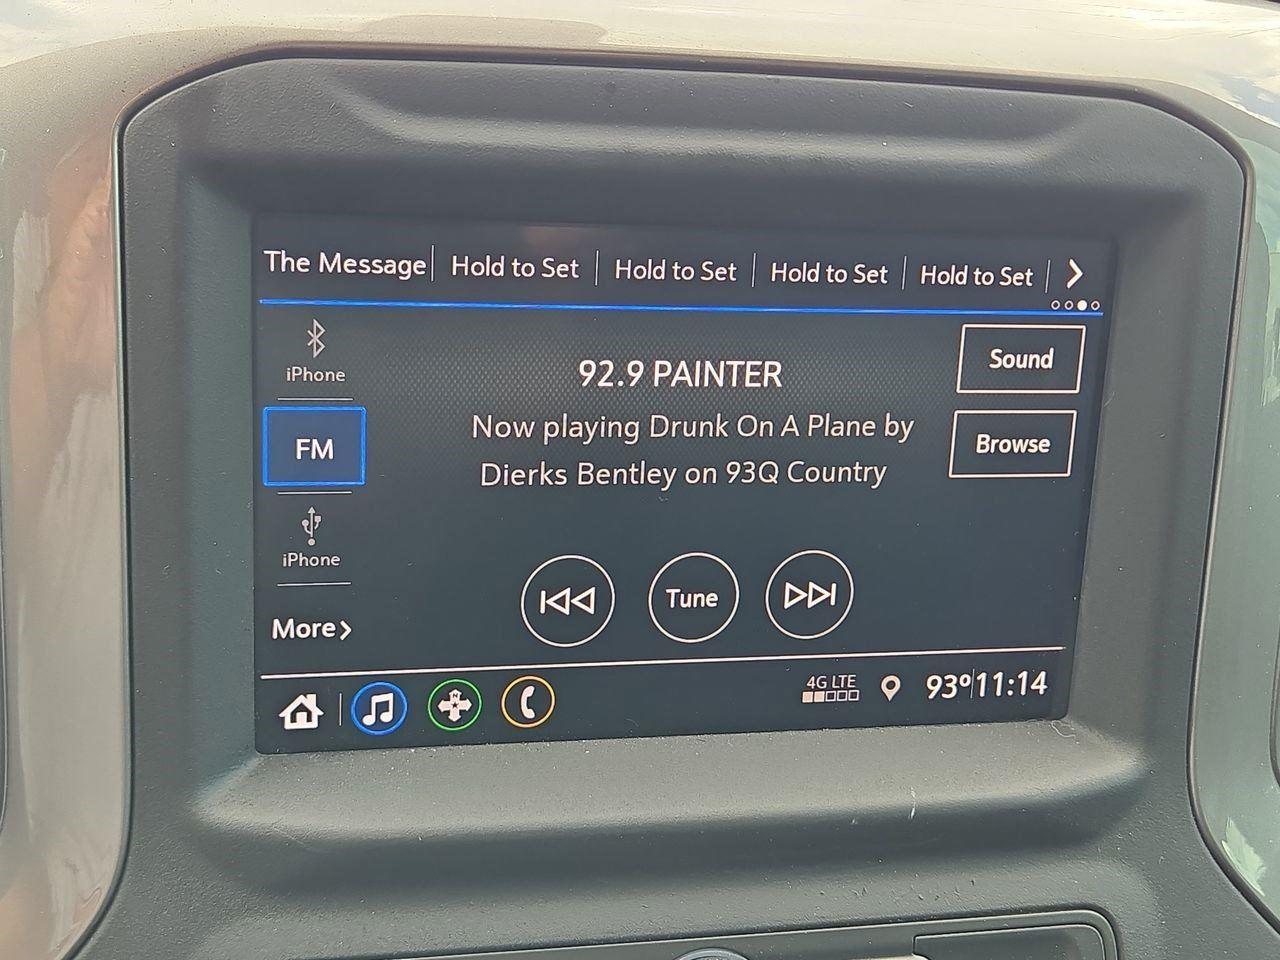 The Message Hold to Set Hold to Set Hold to Set Hold to Set
iPhone
92.9 PAINTER
Sound
FM
Now playing Drunk On A Plane by
Dierks Bentley on 93Q Country
Browse
iPhone
Tune
More
N
4G LTE
93° 11:14